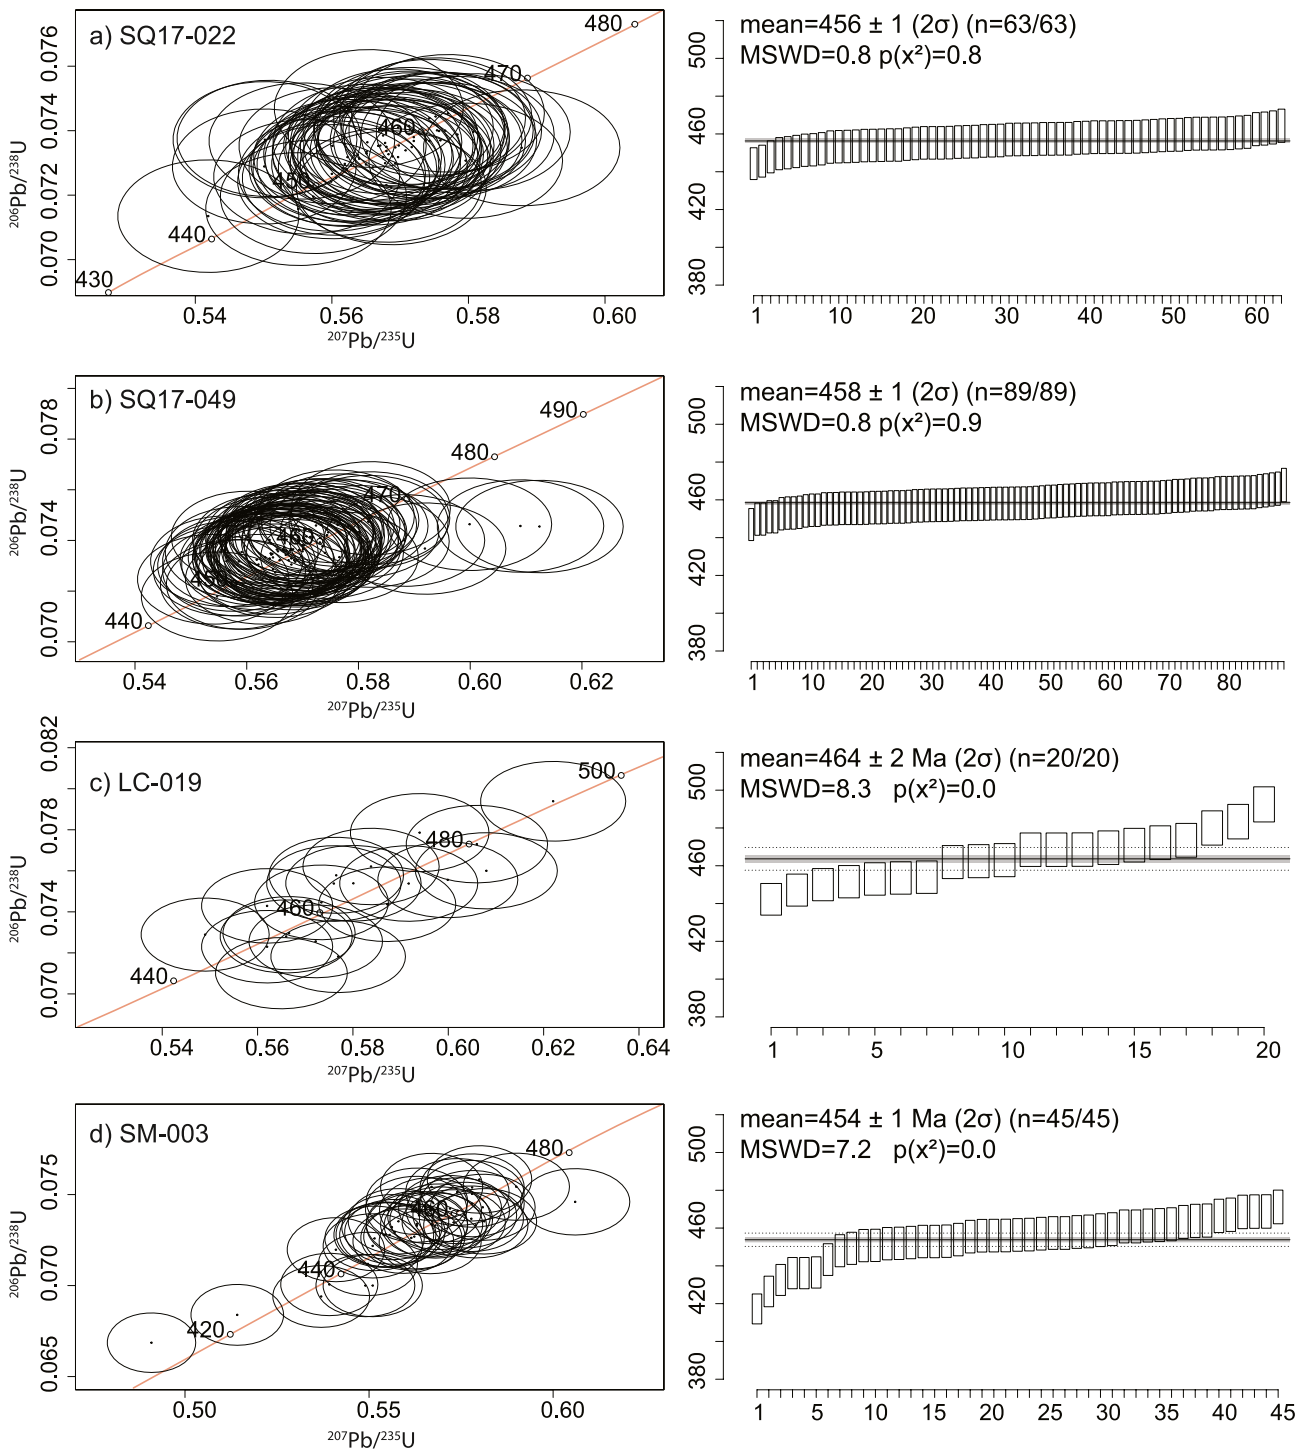 a) SQ17-022
480
470
460
450
440
430
0.076
0.074
0.072
0.070
²⁰⁶Pb/²³⁸U
0.54 0.56 0.58 0.60
²⁰⁷Pb/²³⁵U
mean=456 ± 1 (2σ) (n=63/63)
MSWD=0.8 p(x²)=0.8
500
460
420
380
1 10 20 30 40 50 60
b) SQ17-049
490
480
470
460
450
440
0.078
0.074
0.070
²⁰⁶Pb/²³⁸U
0.54 0.56 0.58 0.60 0.62
²⁰⁷Pb/²³⁵U
mean=458 ± 1 (2σ) (n=89/89)
MSWD=0.8 p(x²)=0.9
500
460
420
380
1 10 20 30 40 50 60 70 80
c) LC-019
500
480
460
440
0.082
0.078
0.074
0.070
²⁰⁶Pb/²³⁸U
0.54 0.56 0.58 0.60 0.62 0.64
²⁰⁷Pb/²³⁵U
mean=464 ± 2 Ma (2σ) (n=20/20)
MSWD=8.3 p(x²)=0.0
500
460
420
380
1 5 10 15 20
d) SM-003
480
460
440
420
0.075
0.070
0.065
²⁰⁶Pb/²³⁸U
0.50 0.55 0.60
²⁰⁷Pb/²³⁵U
mean=454 ± 1 Ma (2σ) (n=45/45)
MSWD=7.2 p(x²)=0.0
500
460
420
380
1 5 10 15 20 25 30 35 40 45